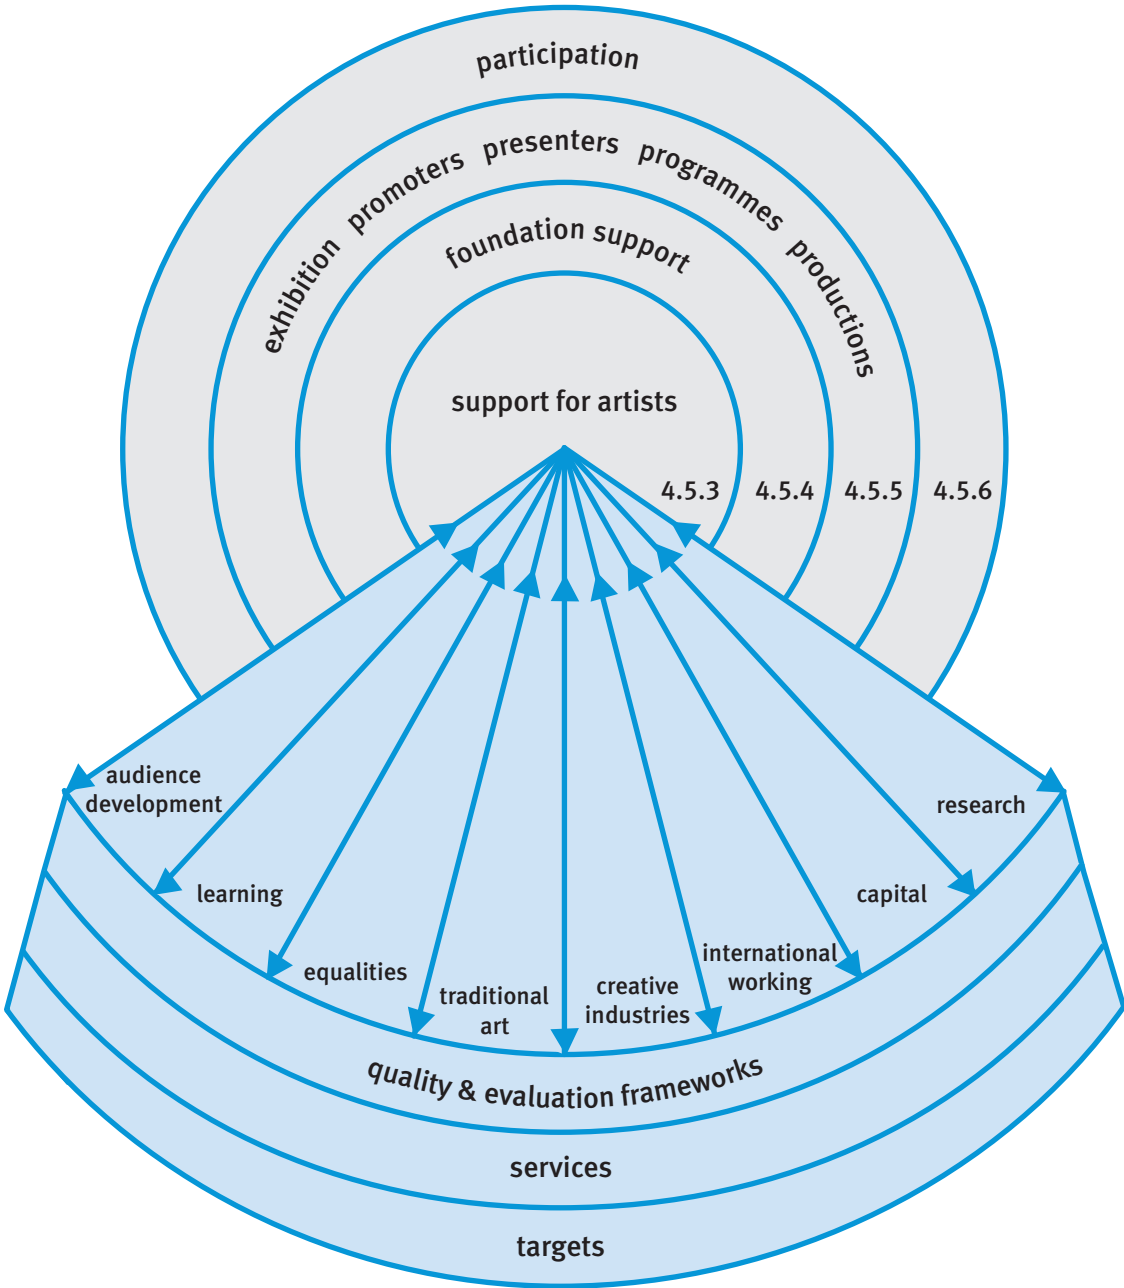 participation
exhibition promoters presenters programmes productions
foundation support
support for artists
4.5.3 4.5.4 4.5.5 4.5.6
audience
development
research
learning
capital
equalities
international
working
traditional
art
creative
industries
quality & evaluation frameworks
services
targets